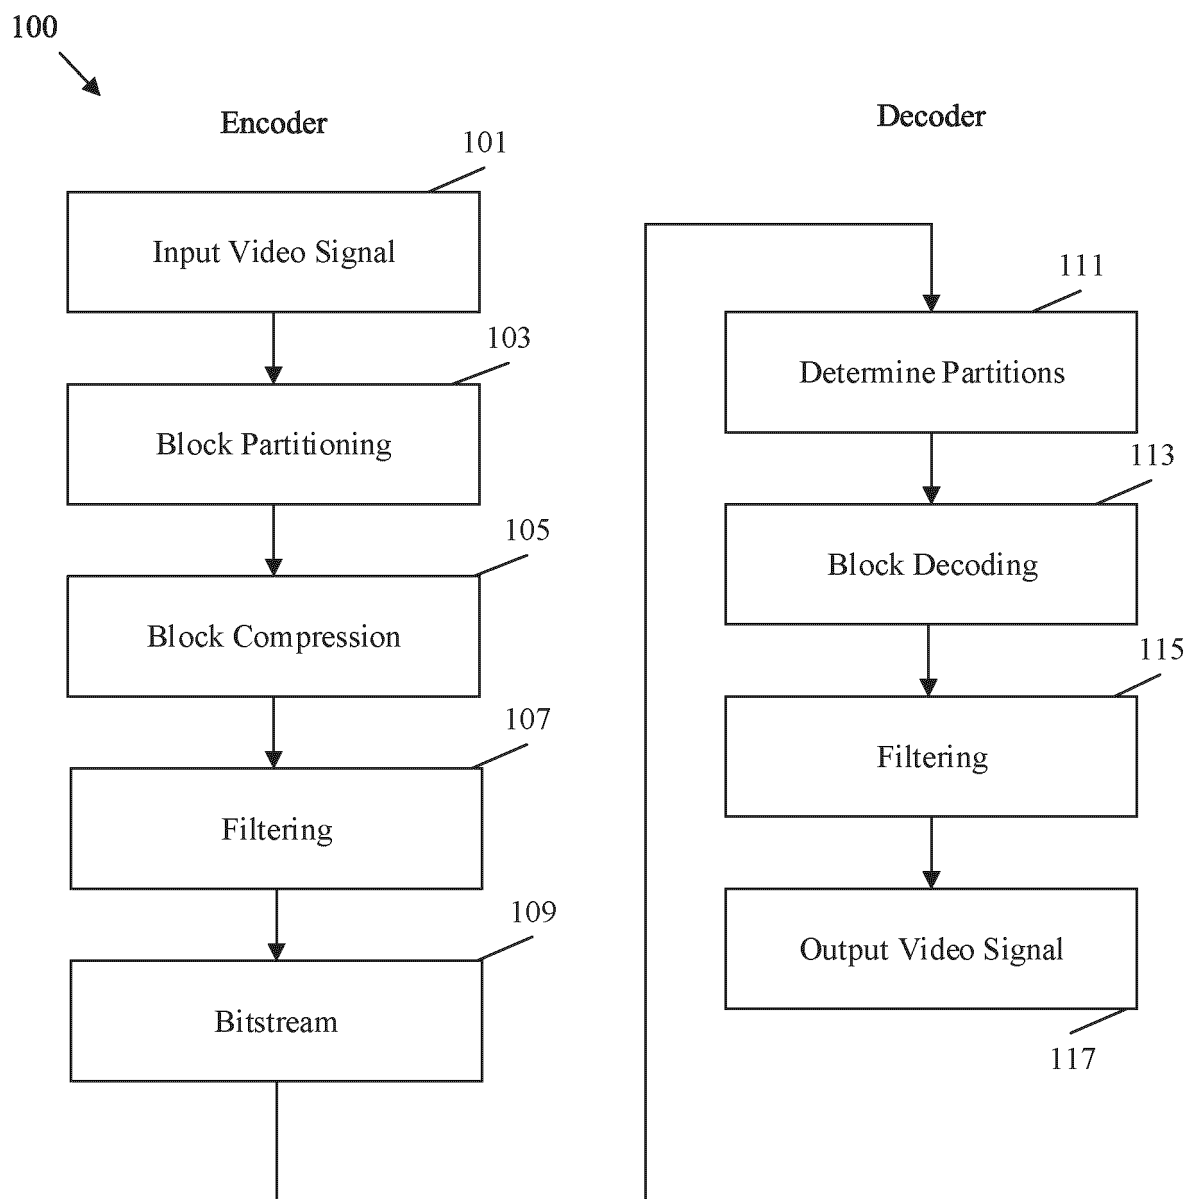 100
Encoder
101
Input Video Signal
103
Block Partitioning
105
Block Compression
107
Filtering
109
Bitstream
Decoder
111
Determine Partitions
113
Block Decoding
115
Filtering
Output Video Signal
117